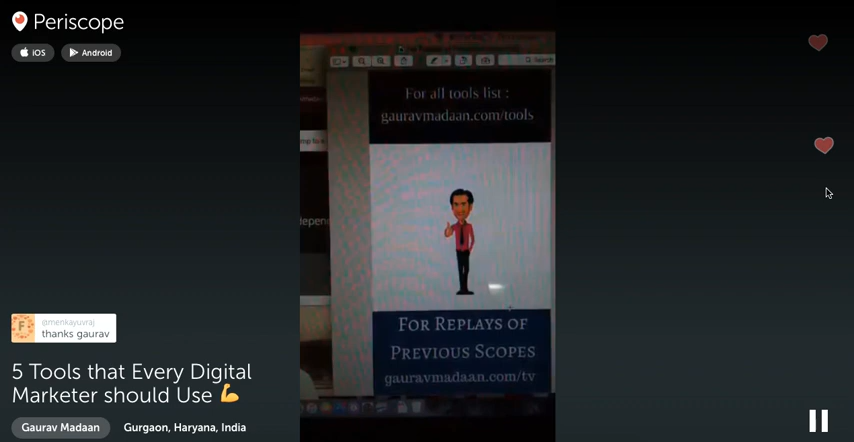 Periscope
iOS
Android
Search
For all tools list :
gauravmadaan.com/tools
For Replays of
Previous Scopes
gauravmadaan.com/tv
F
@menkayuvraj
thanks gaurav
5 Tools that Every Digital
Marketer should Use 💪
Gaurav Madaan
Gurgaon, Haryana, India